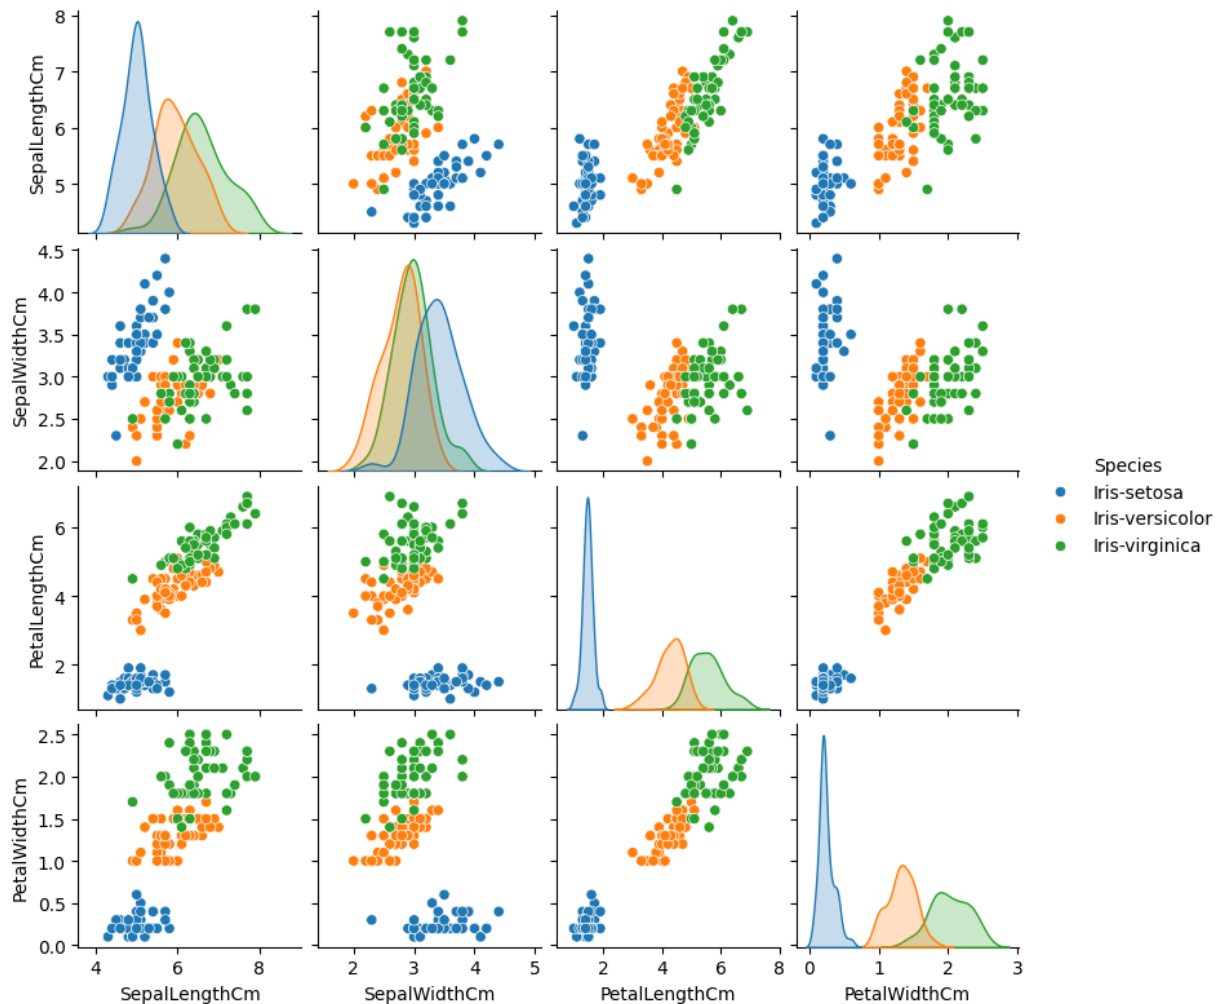 SepalLengthCm
8
7
6
5
SepalWidthCm
4.5
4.0
3.5
3.0
2.5
2.0
PetalLengthCm
6
4
2
PetalWidthCm
2.5
2.0
1.5
1.0
0.5
0.0
4 6 8
SepalLengthCm
2 3 4 5
SepalWidthCm
2 4 6 8
PetalLengthCm
0 1 2 3
PetalWidthCm
Species
Iris-setosa
Iris-versicolor
Iris-virginica